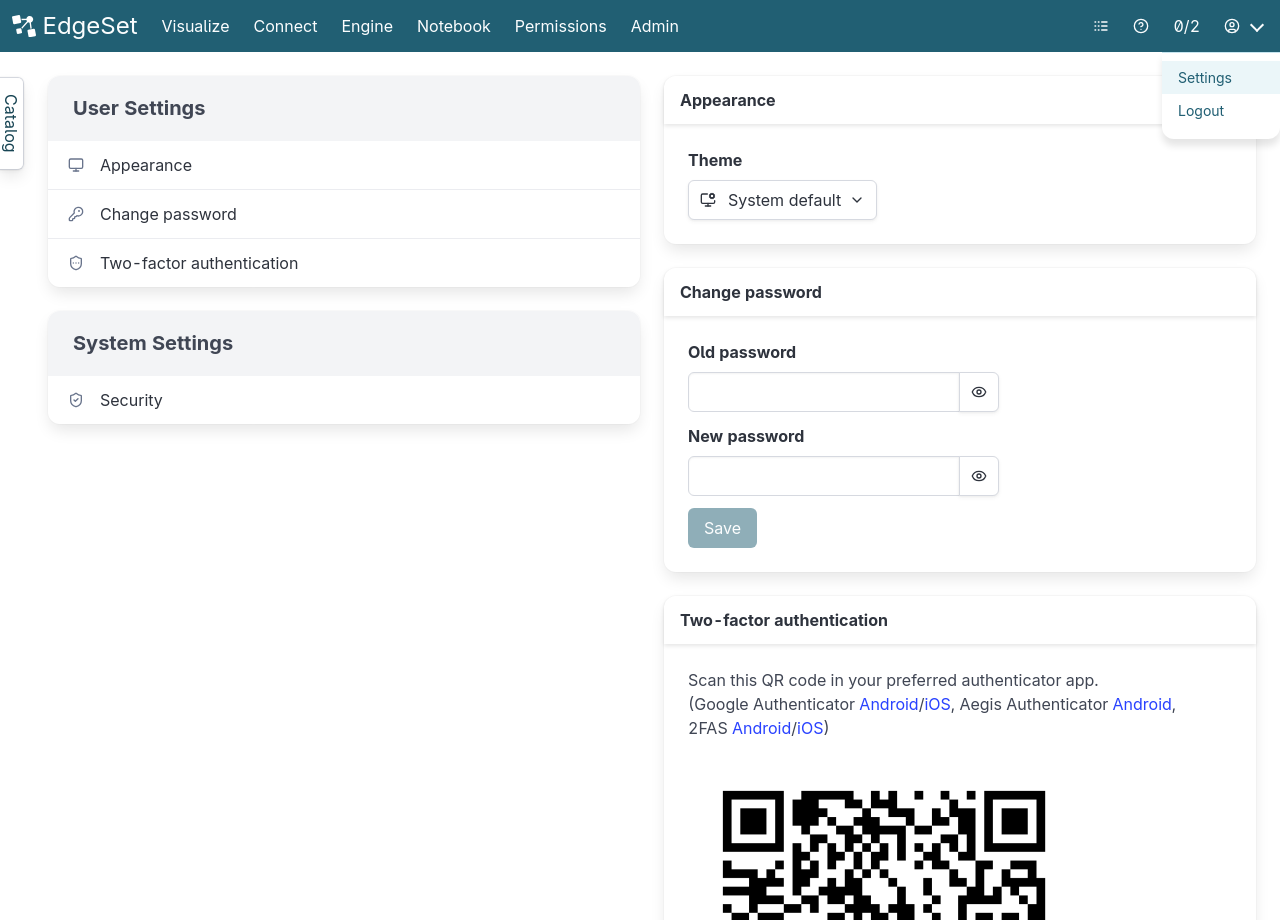 EdgeSet Visualize Connect Engine Notebook Permissions Admin 0/2
Settings
Logout
Catalog
User Settings
Appearance
Change password
Two-factor authentication
System Settings
Security
Appearance
Theme
System default
Change password
Old password
New password
Save
Two-factor authentication
Scan this QR code in your preferred authenticator app.
(Google Authenticator Android/iOS, Aegis Authenticator Android,
2FAS Android/iOS)